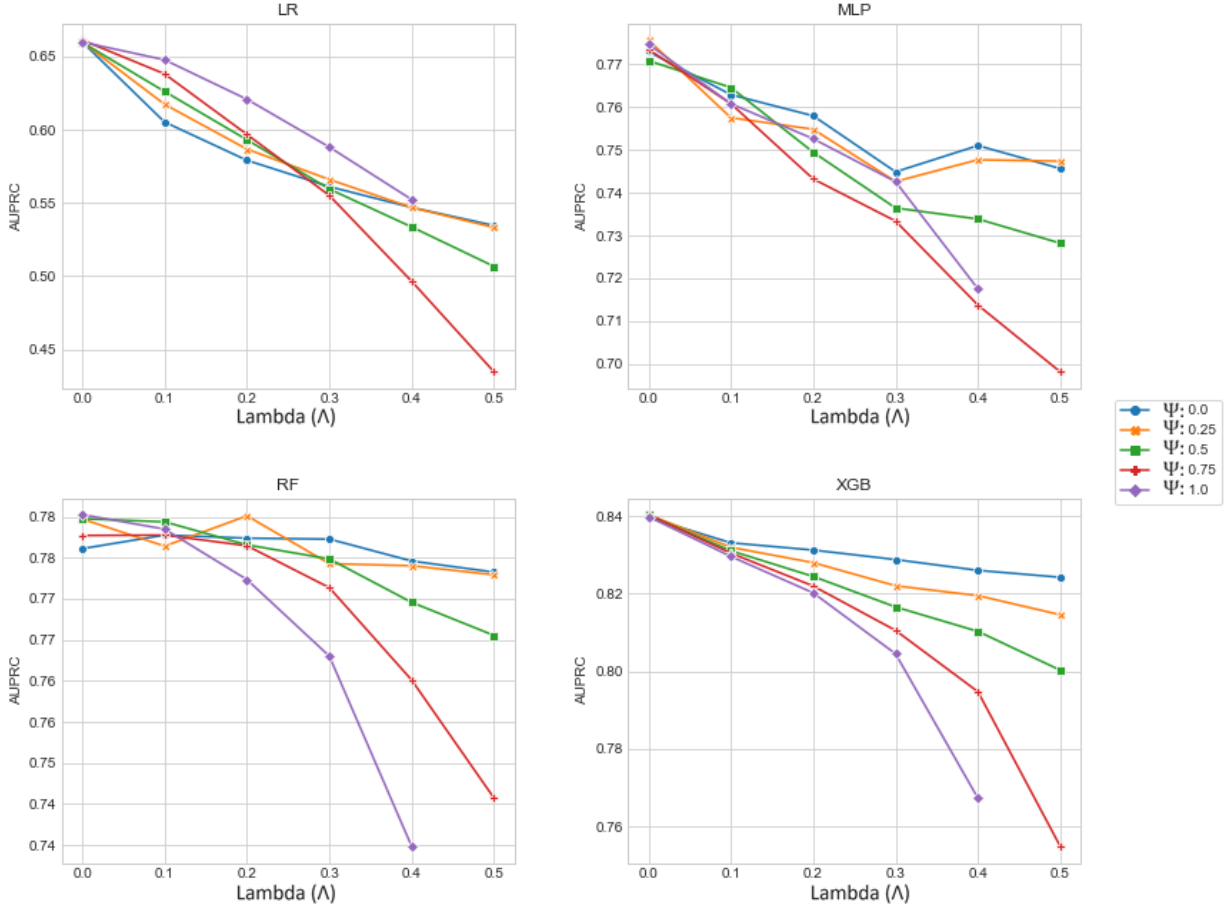 LR
0.65
0.60
0.55
0.50
0.45
AUPRC
0.0 0.1 0.2 0.3 0.4 0.5
Lambda (Λ)
MLP
0.77
0.76
0.75
0.74
0.73
0.72
0.71
0.70
AUPRC
0.0 0.1 0.2 0.3 0.4 0.5
Lambda (Λ)
Ψ: 0.0
Ψ: 0.25
Ψ: 0.5
Ψ: 0.75
Ψ: 1.0
RF
0.78
0.78
0.77
0.77
0.76
0.76
0.75
0.74
0.74
AUPRC
0.0 0.1 0.2 0.3 0.4 0.5
Lambda (Λ)
XGB
0.84
0.82
0.80
0.78
0.76
AUPRC
0.0 0.1 0.2 0.3 0.4 0.5
Lambda (Λ)